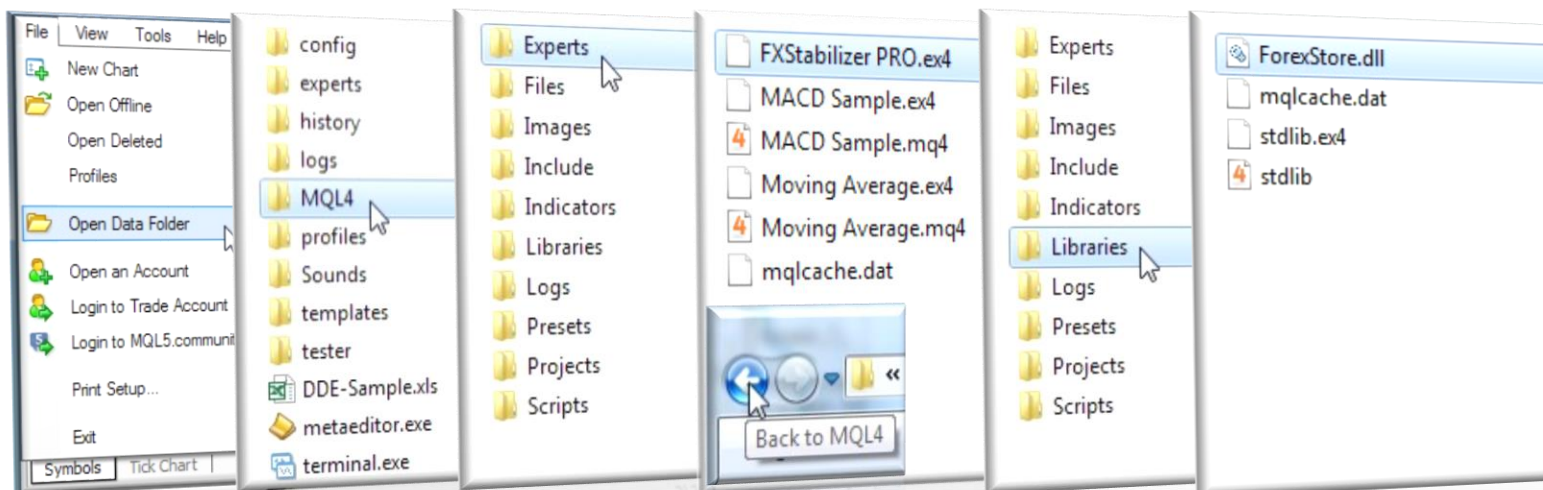 File View Tools Help
New Chart
Open Offline
Open Deleted
Profiles
Open Data Folder
Open an Account
Login to Trade Account
Login to MQL5.communit
Print Setup...
Exit
Symbols Tick Chart
config
experts
history
logs
MQL4
profiles
Sounds
templates
tester
DDE-Sample.xls
metaeditor.exe
terminal.exe
Experts
Files
Images
Include
Indicators
Libraries
Logs
Presets
Projects
Scripts
FXStabilizer PRO.ex4
MACD Sample.ex4
MACD Sample.mq4
Moving Average.ex4
Moving Average.mq4
mqlcache.dat
«
Back to MQL4
Experts
Files
Images
Include
Indicators
Libraries
Logs
Presets
Projects
Scripts
ForexStore.dll
mqlcache.dat
stdlib.ex4
stdlib